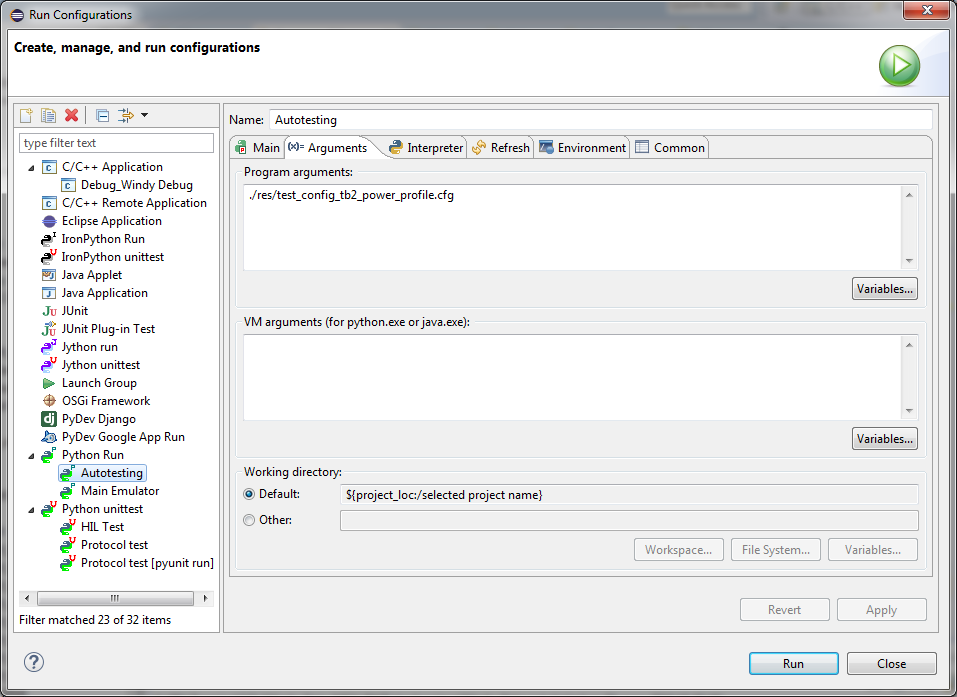 Run Configurations
Create, manage, and run configurations
type filter text
C/C++ Application
Debug_Windy Debug
C/C++ Remote Application
Eclipse Application
IronPython Run
IronPython unittest
Java Applet
Java Application
JUnit
JUnit Plug-in Test
Jython run
Jython unittest
Launch Group
OSGi Framework
PyDev Django
PyDev Google App Run
Python Run
Autotesting
Main Emulator
Python unittest
HIL Test
Protocol test
Protocol test [pyunit run]
Filter matched 23 of 32 items
Name: Autotesting
Main (x)= Arguments Interpreter Refresh Environment Common
Program arguments:
./res/test_config_tb2_power_profile.cfg
Variables...
VM arguments (for python.exe or java.exe):
Variables...
Working directory:
Default: ${project_loc:/selected project name}
Other:
Workspace... File System... Variables...
Revert Apply
? Run Close